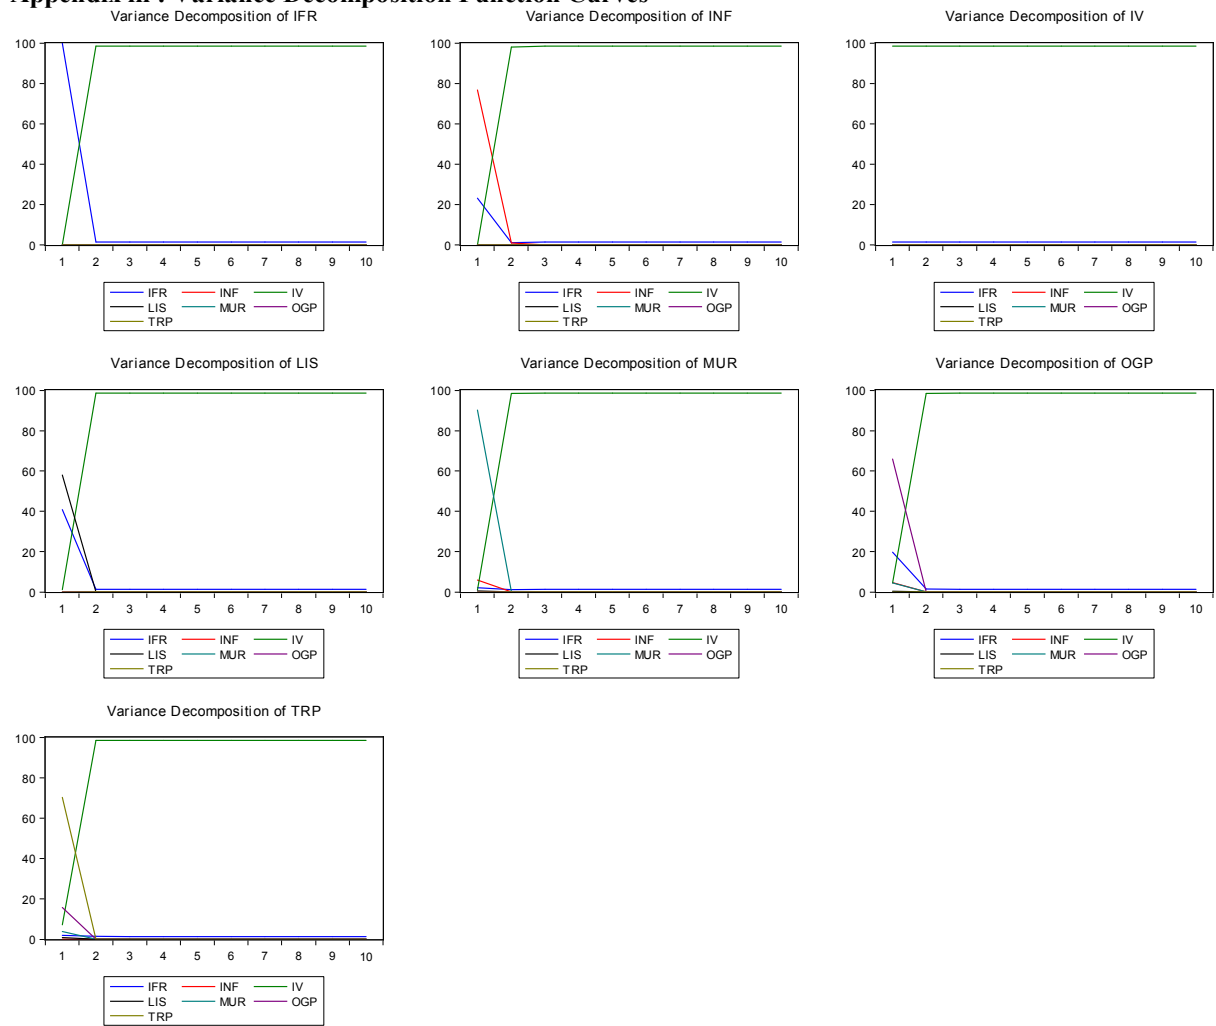 Appendix III : Variance Decomposition Function Curves
Variance Decomposition of IFR
100
80
60
40
20
0
1 2 3 4 5 6 7 8 9 10
IFR INF IV
LIS MUR OGP
TRP
Variance Decomposition of INF
100
80
60
40
20
0
1 2 3 4 5 6 7 8 9 10
IFR INF IV
LIS MUR OGP
TRP
Variance Decomposition of IV
100
80
60
40
20
0
1 2 3 4 5 6 7 8 9 10
IFR INF IV
LIS MUR OGP
TRP
Variance Decomposition of LIS
100
80
60
40
20
0
1 2 3 4 5 6 7 8 9 10
IFR INF IV
LIS MUR OGP
TRP
Variance Decomposition of MUR
100
80
60
40
20
0
1 2 3 4 5 6 7 8 9 10
IFR INF IV
LIS MUR OGP
TRP
Variance Decomposition of OGP
100
80
60
40
20
0
1 2 3 4 5 6 7 8 9 10
IFR INF IV
LIS MUR OGP
TRP
Variance Decomposition of TRP
100
80
60
40
20
0
1 2 3 4 5 6 7 8 9 10
IFR INF IV
LIS MUR OGP
TRP